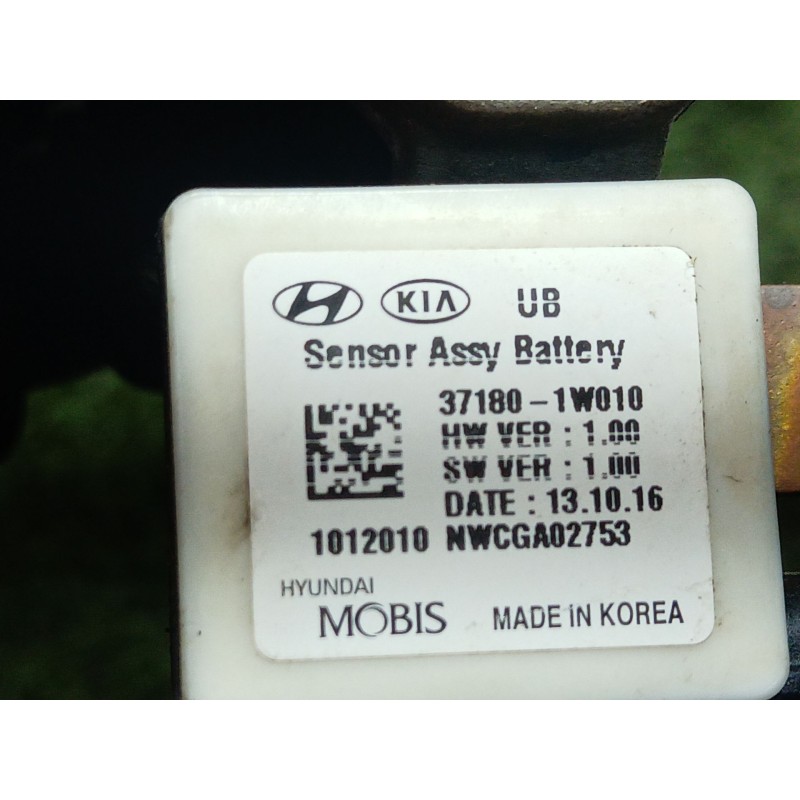 KIA UB
Sensor Assy Battery
37180-1W010
HW VER : 1.00
SW VER : 1.00
DATE : 13.10.16
1012010 NWCGA02753
HYUNDAI
MOBIS MADE iN KOREA